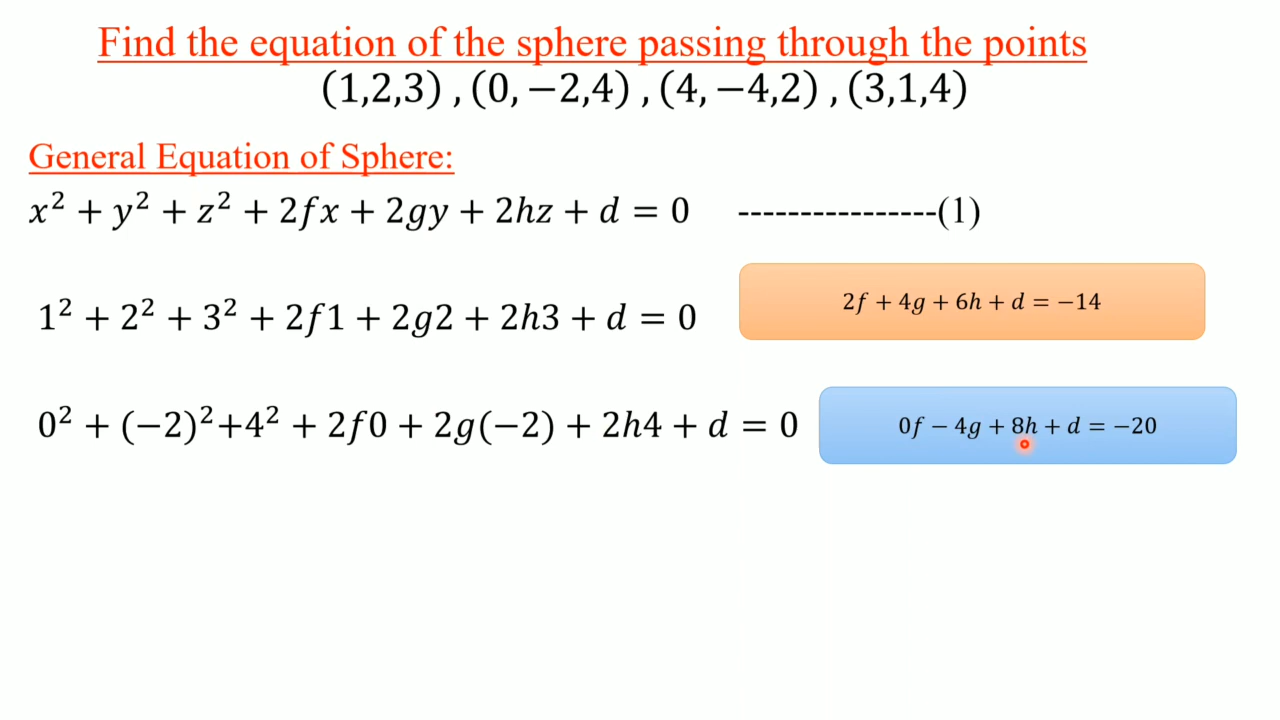 Find the equation of the sphere passing through the points
(1,2,3) , (0, −2,4) , (4, −4,2) , (3,1,4)
General Equation of Sphere:
x² + y² + z² + 2fx + 2gy + 2hz + d = 0 ----------------(1)
1² + 2² + 3² + 2f1 + 2g2 + 2h3 + d = 0
2f + 4g + 6h + d = −14
0² + (−2)²+4² + 2f0 + 2g(−2) + 2h4 + d = 0
0f − 4g + 8h + d = −20